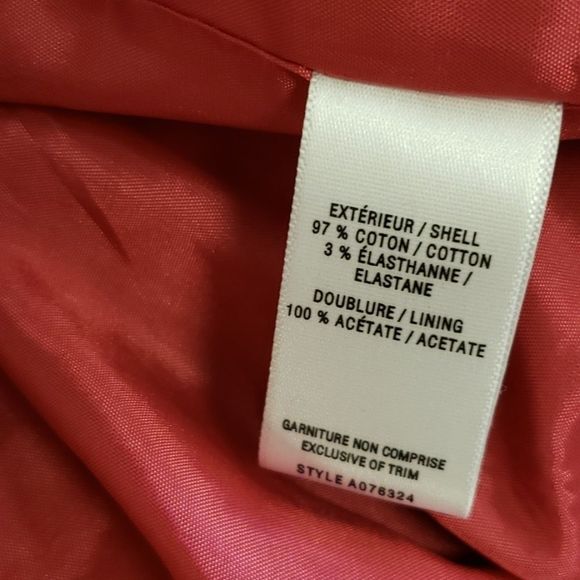 EXTÉRIEUR / SHELL
97 % COTON / COTTON
3 % ÉLASTHANNE /
ELASTANE
DOUBLURE / LINING
100 % ACÉTATE / ACETATE
GARNITURE NON COMPRISE
EXCLUSIVE OF TRIM
STYLE A076324